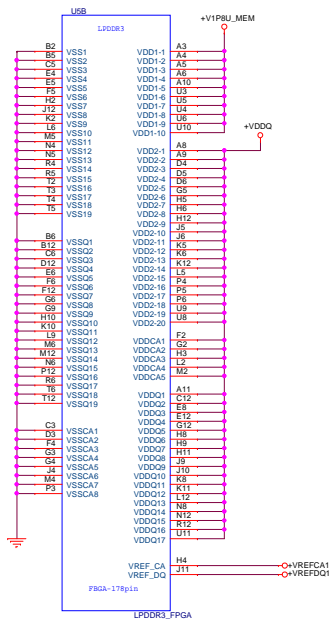 U5B
LPDDR3
+V1P8U_MEM
B2 VSS1 VDD1-1 A3
B5 VSS2 VDD1-2 A4
C5 VSS3 VDD1-3 A5
E4 VSS4 VDD1-4 A6
E5 VSS5 VDD1-5 A10
F5 VSS6 VDD1-6 U3
H2 VSS7 VDD1-7 U5
J12 VSS8 VDD1-8 U4
K2 VSS9 VDD1-9 U6
L6 VSS10 VDD1-10 U10
+VDDQ
M5 VSS11
N4 VSS12 VDD2-1 A8
N5 VSS13 VDD2-2 A9
R4 VSS14 VDD2-3 D4
R5 VSS15 VDD2-4 D5
T2 VSS16 VDD2-5 D6
T3 VSS17 VDD2-6 G5
T4 VSS18 VDD2-7 H5
T5 VSS19 VDD2-8 H6
VDD2-9 H12
VDD2-10 J5
B6 VSSQ1 VDD2-11 J6
B12 VSSQ2 VDD2-12 K5
C6 VSSQ3 VDD2-13 K6
D12 VSSQ4 VDD2-14 K12
E6 VSSQ5 VDD2-15 L5
F6 VSSQ6 VDD2-16 P4
F12 VSSQ7 VDD2-17 P5
G6 VSSQ8 VDD2-18 P6
G9 VSSQ9 VDD2-19 U9
H10 VSSQ10 VDD2-20 U8
K10 VSSQ11
L9 VSSQ12 VDDCA1 F2
M6 VSSQ13 VDDCA2 G2
M12 VSSQ14 VDDCA3 H3
N6 VSSQ15 VDDCA4 L2
P12 VSSQ16 VDDCA5 M2
R6 VSSQ17
T6 VSSQ18 VDDQ1 A11
T12 VSSQ19 VDDQ2 C12
VDDQ3 E8
VDDQ4 E12
C3 VSSCA1 VDDQ5 G12
D3 VSSCA2 VDDQ6 H8
F4 VSSCA3 VDDQ7 H9
G3 VSSCA4 VDDQ8 H11
G4 VSSCA5 VDDQ9 J9
J4 VSSCA6 VDDQ10 J10
M4 VSSCA7 VDDQ11 K8
P3 VSSCA8 VDDQ12 K11
VDDQ13 L12
VDDQ14 N8
VDDQ15 N12
VDDQ16 R12
VDDQ17 U11
VREF_CA H4 +VREFCA1
VREF_DQ J11 +VREFDQ1
FBGA-178pin
LPDDR3_FPGA